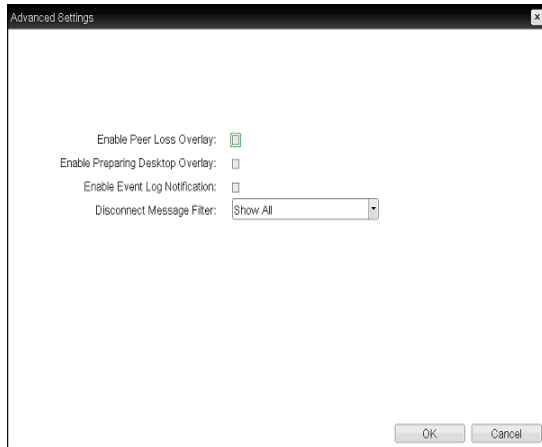 Advanced Settings
Enable Peer Loss Overlay:
Enable Preparing Desktop Overlay:
Enable Event Log Notification:
Disconnect Message Filter: Show All
OK Cancel